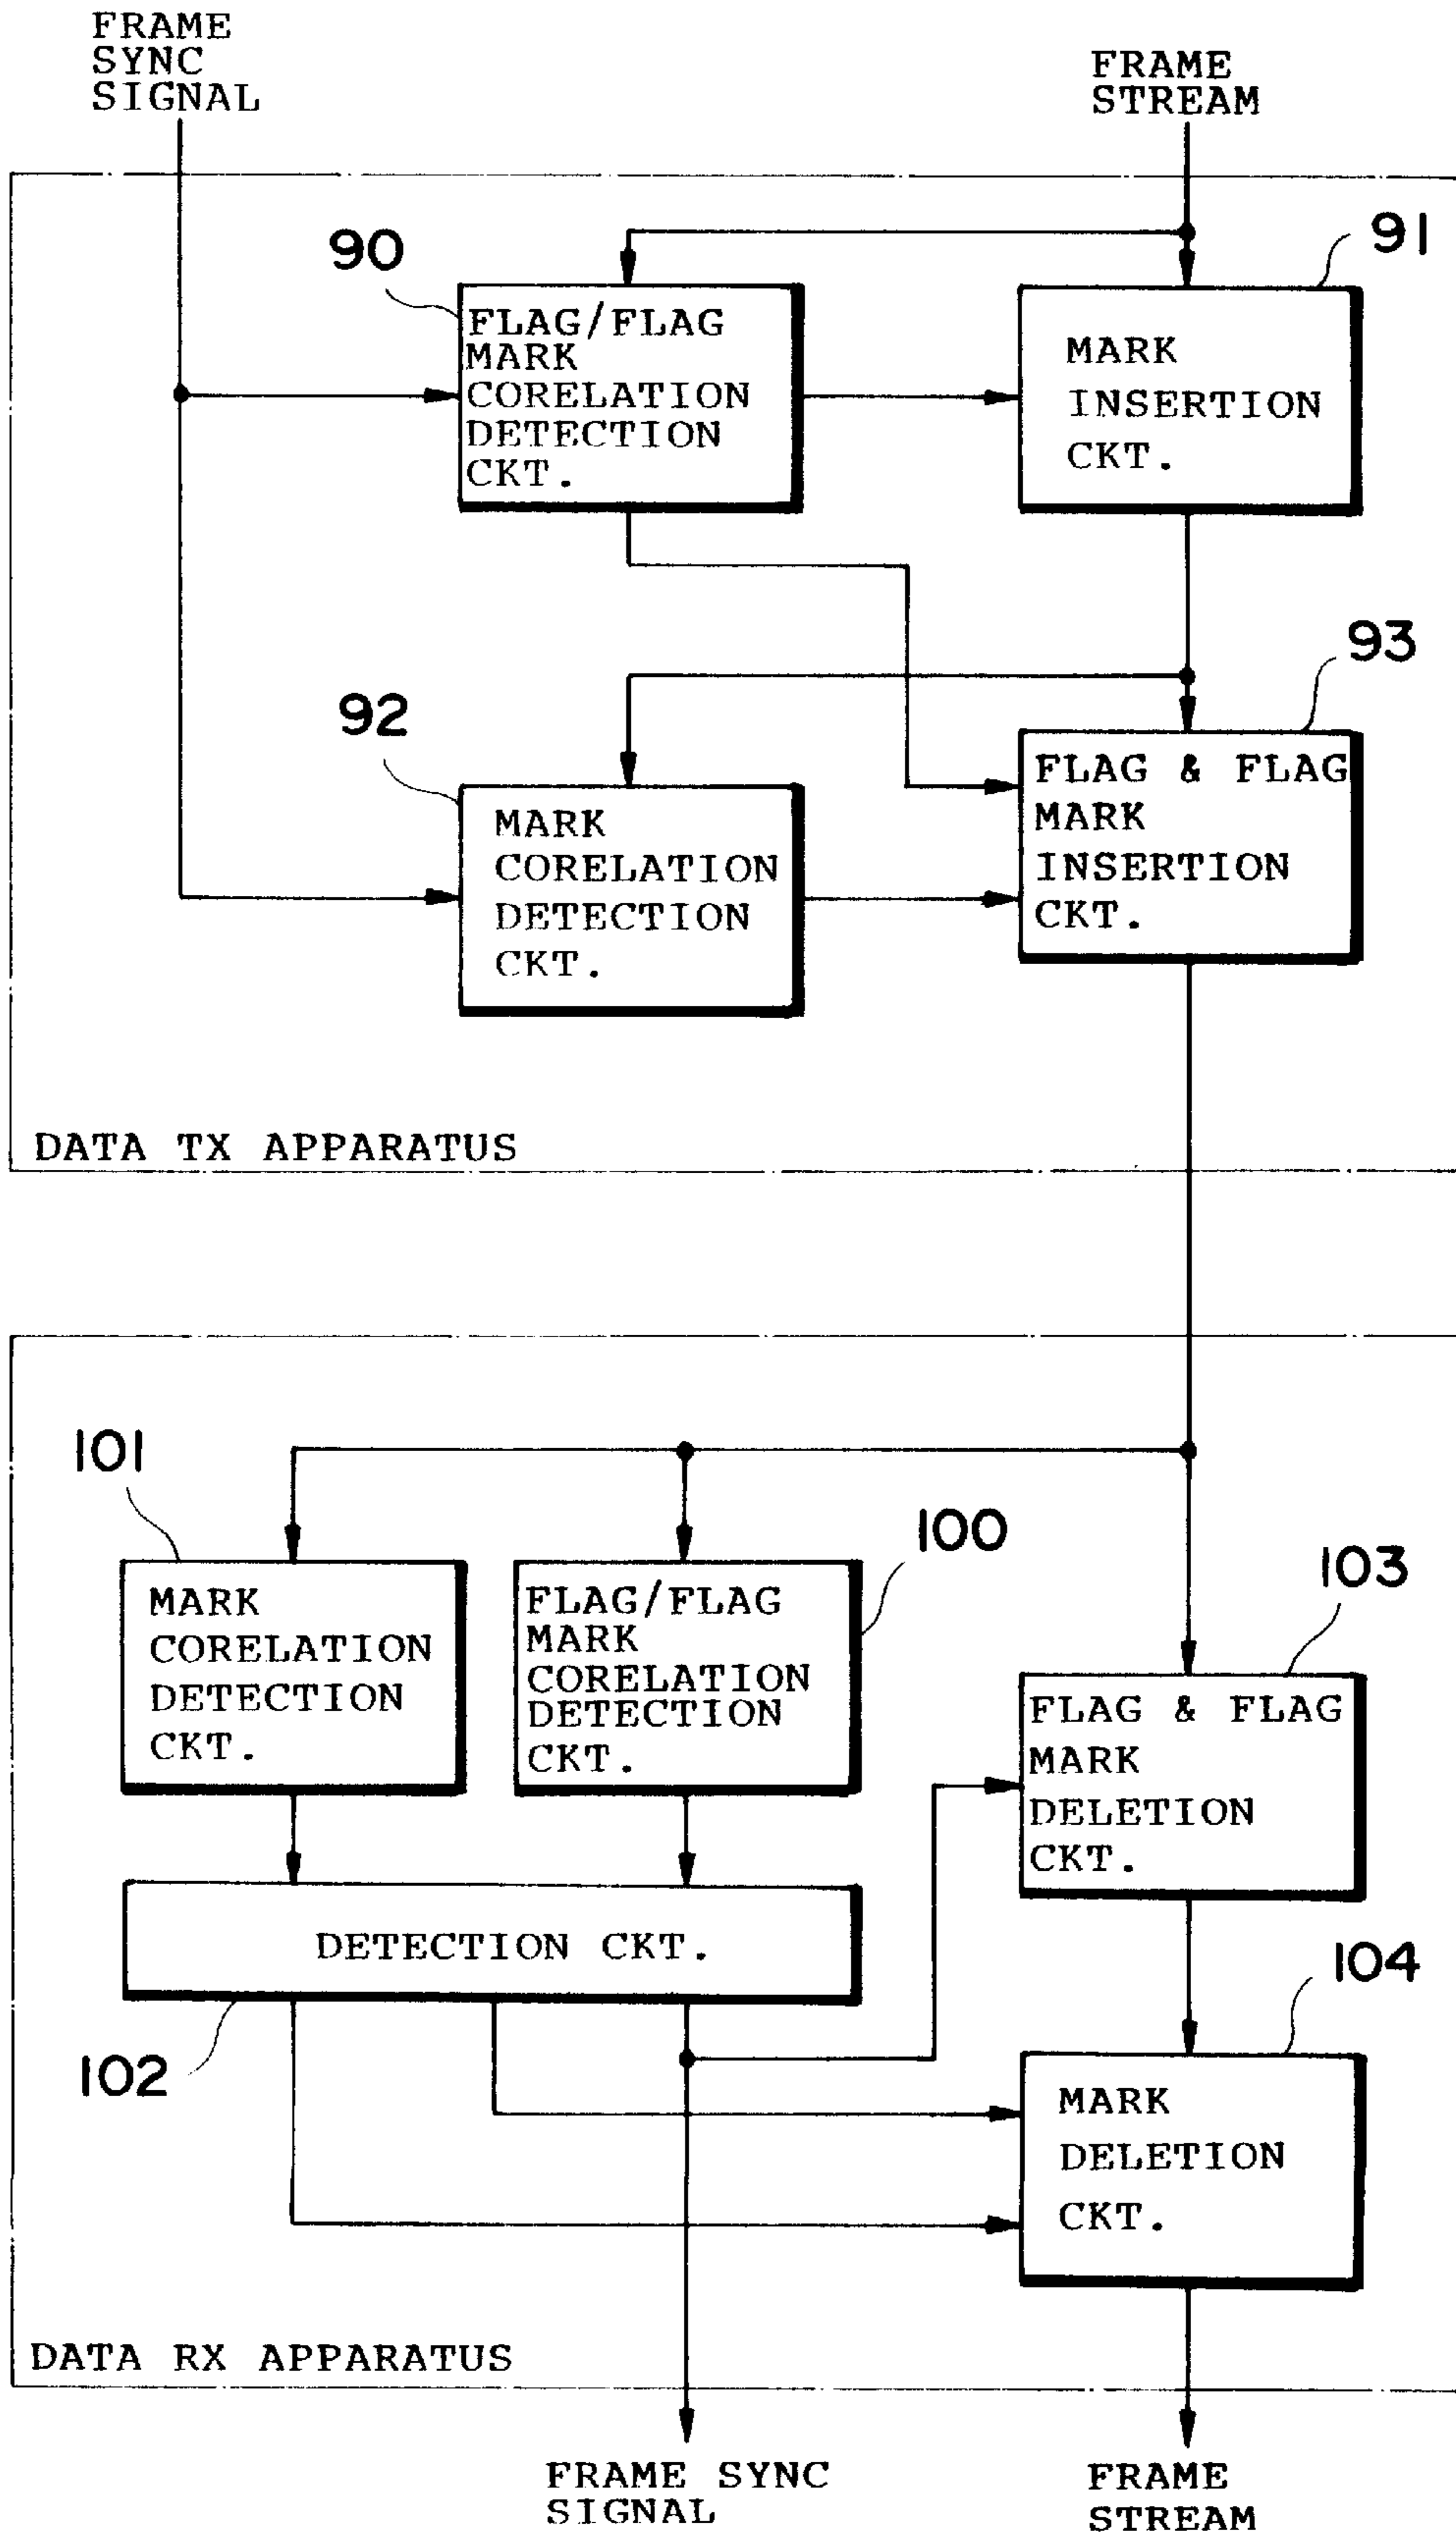 FRAME
SYNC
SIGNAL
FRAME
STREAM
90
91
FLAG/FLAG
MARK
CORELATION
DETECTION
CKT.
MARK
INSERTION
CKT.
92
93
MARK
CORELATION
DETECTION
CKT.
FLAG & FLAG
MARK
INSERTION
CKT.
DATA TX APPARATUS
101
100
103
MARK
CORELATION
DETECTION
CKT.
FLAG/FLAG
MARK
CORELATION
DETECTION
CKT.
FLAG & FLAG
MARK
DELETION
CKT.
DETECTION CKT.
102
104
MARK
DELETION
CKT.
DATA RX APPARATUS
FRAME SYNC
SIGNAL
FRAME
STREAM